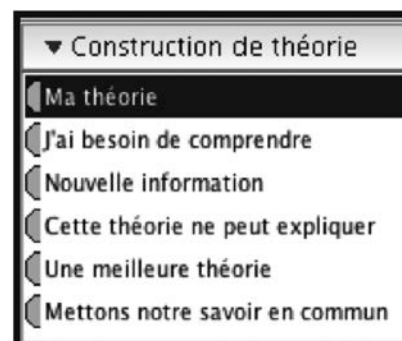 ▼ Construction de théorie
Ma théorie
J'ai besoin de comprendre
Nouvelle information
Cette théorie ne peut expliquer
Une meilleure théorie
Mettons notre savoir en commun